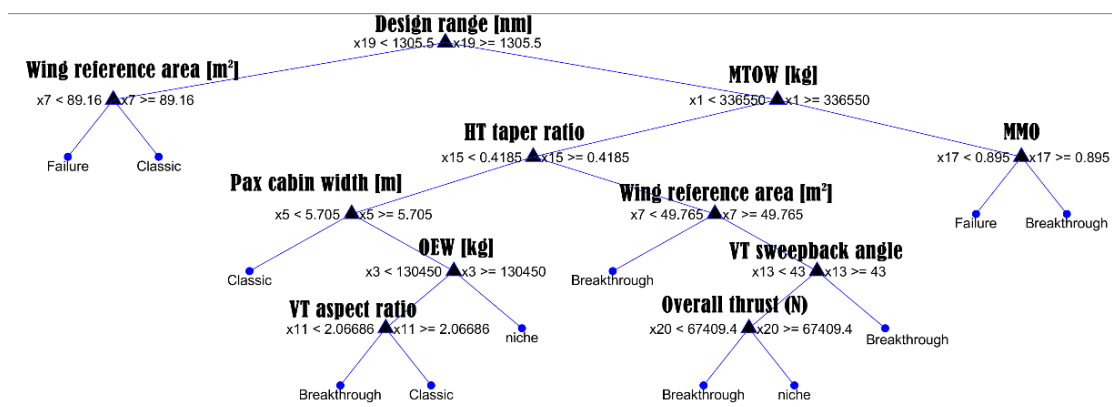 Design range [nm]
x19 < 1305.5 x19 >= 1305.5
Wing reference area [m²]
x7 < 89.16 x7 >= 89.16
MTOW [kg]
x1 < 336550 x1 >= 336550
Failure
Classic
HT taper ratio
x15 < 0.4185 x15 >= 0.4185
MMO
x17 < 0.895 x17 >= 0.895
Pax cabin width [m]
x5 < 5.705 x5 >= 5.705
Wing reference area [m²]
x7 < 49.765 x7 >= 49.765
Failure
Breakthrough
Classic
OEW [kg]
x3 < 130450 x3 >= 130450
Breakthrough
VT sweepback angle
x13 < 43 x13 >= 43
VT aspect ratio
x11 < 2.06686 x11 >= 2.06686
niche
Overall thrust (N)
x20 < 67409.4 x20 >= 67409.4
Breakthrough
Breakthrough
Classic
Breakthrough
niche